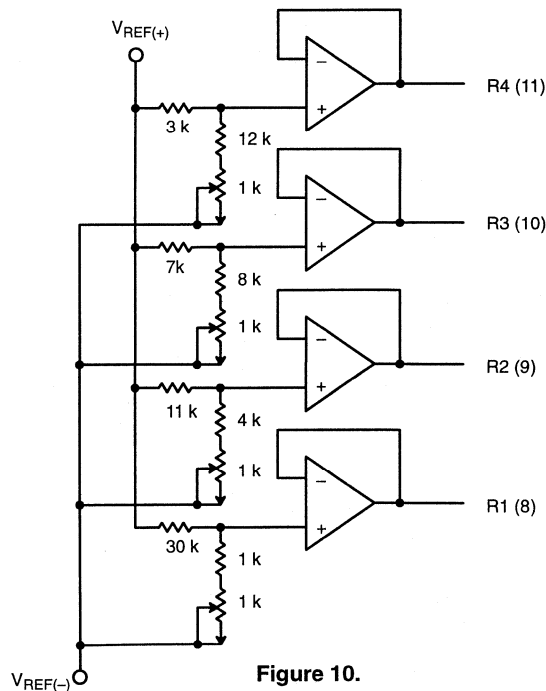 V_REF(+)
–
R4 (11)
+
3 k
12 k
1 k
–
R3 (10)
+
7k
8 k
1 k
–
R2 (9)
+
11 k
4 k
1 k
–
R1 (8)
+
30 k
1 k
1 k
V_REF(–)
Figure 10.